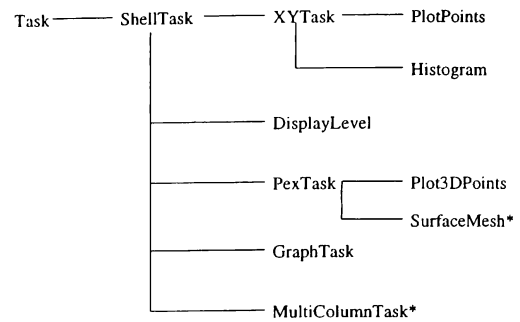 Task ShellTask XYTask PlotPoints
Histogram
DisplayLevel
PexTask Plot3DPoints
SurfaceMesh*
GraphTask
MultiColumnTask*